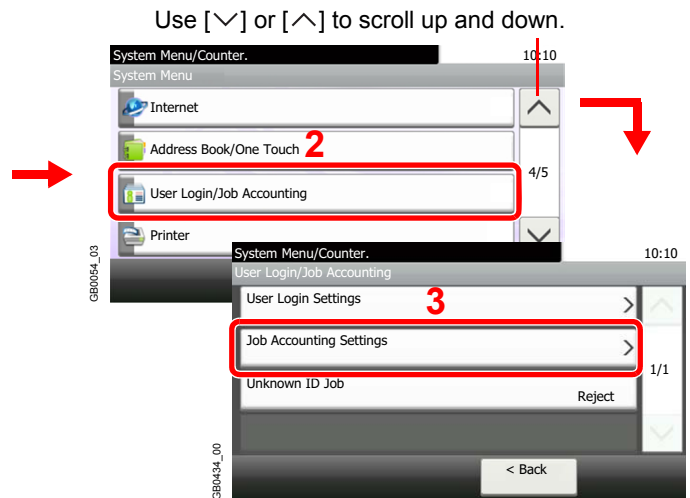 Use [∨] or [∧] to scroll up and down.
System Menu/Counter. 10:10
System Menu
Internet
Address Book/One Touch 2
4/5
User Login/Job Accounting
Printer
GB0054_03
System Menu/Counter. 10:10
User Login/Job Accounting
User Login Settings 3
Job Accounting Settings
1/1
Unknown ID Job
Reject
< Back
GB0434_00